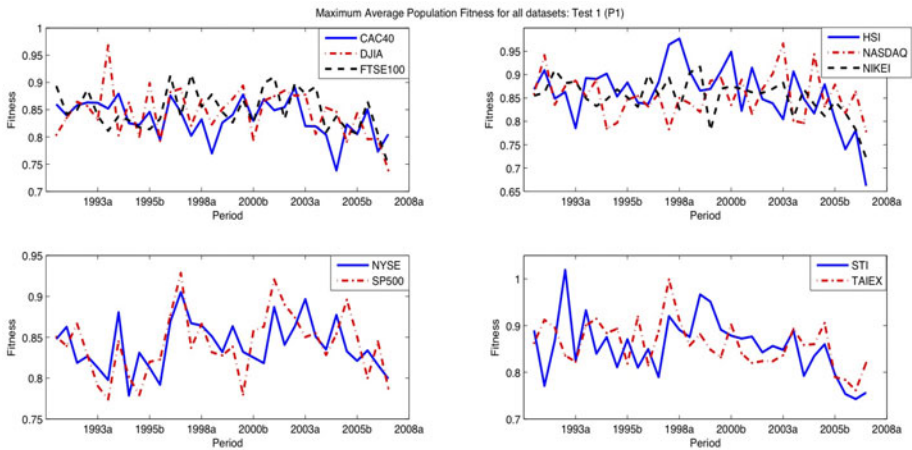 Maximum Average Population Fitness for all datasets: Test 1 (P1)
1
0.95
0.9
0.85
0.8
0.75
0.7
Fitness
CAC40
DJIA
FTSE100
1993a 1995b 1998a 2000b 2003a 2005b 2008a
Period
0.95
0.9
0.85
0.8
0.75
0.7
0.65
Fitness
HSI
NASDAQ
NIKEI
1993a 1995b 1998a 2000b 2003a 2005b 2008a
Period
0.95
0.9
0.85
0.8
0.75
Fitness
NYSE
SP500
1993a 1995b 1998a 2000b 2003a 2005b 2008a
Period
1
0.9
0.8
0.7
Fitness
STI
TAIEX
1993a 1995b 1998a 2000b 2003a 2005b 2008a
Period